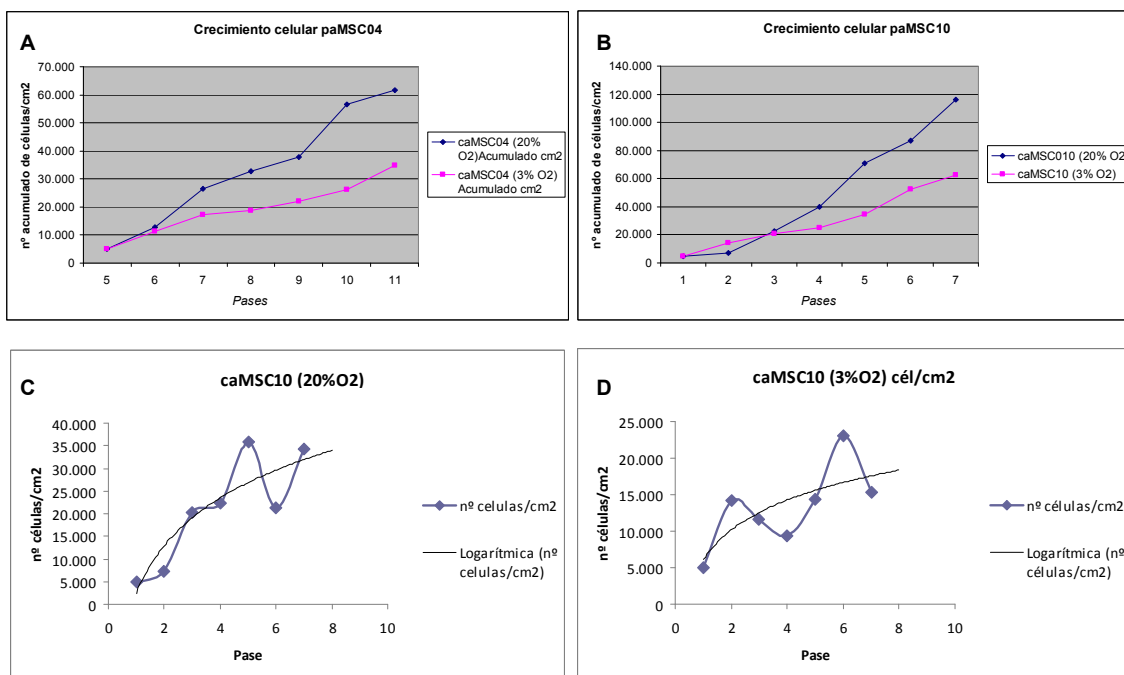 A
Crecimiento celular paMSC04
nº acumulado de células/cm2
70.000
60.000
50.000
40.000
30.000
20.000
10.000
0
5 6 7 8 9 10 11
Pases
caMSC04 (20%
O2)Acumulado cm2
caMSC04 (3% O2)
Acumulado cm2
B
Crecimiento celular paMSC10
nº acumulado de células/cm2
140.000
120.000
100.000
80.000
60.000
40.000
20.000
0
1 2 3 4 5 6 7
Pases
caMSC010 (20% O2)
caMSC10 (3% O2)
C
caMSC10 (20%O2)
nº células/cm2
40.000
35.000
30.000
25.000
20.000
15.000
10.000
5.000
0
0 2 4 6 8 10
Pase
nº celulas/cm2
Logarítmica (nº
celulas/cm2)
D
caMSC10 (3%O2) cél/cm2
nº células/cm2
25.000
20.000
15.000
10.000
5.000
0
0 2 4 6 8 10
Pase
nº células/cm2
Logarítmica (nº
células/cm2)